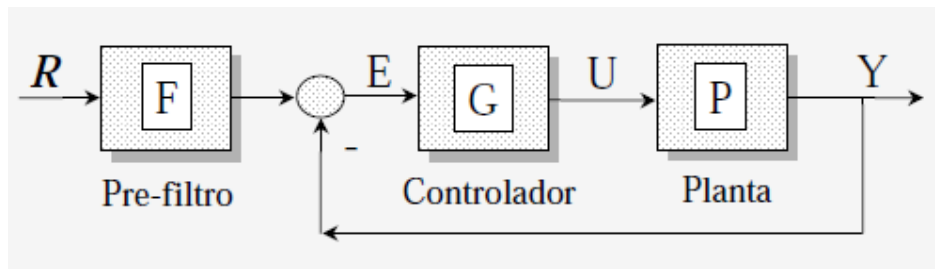 R
F
E
G
U
P
Y
-
Pre-filtro
Controlador
Planta